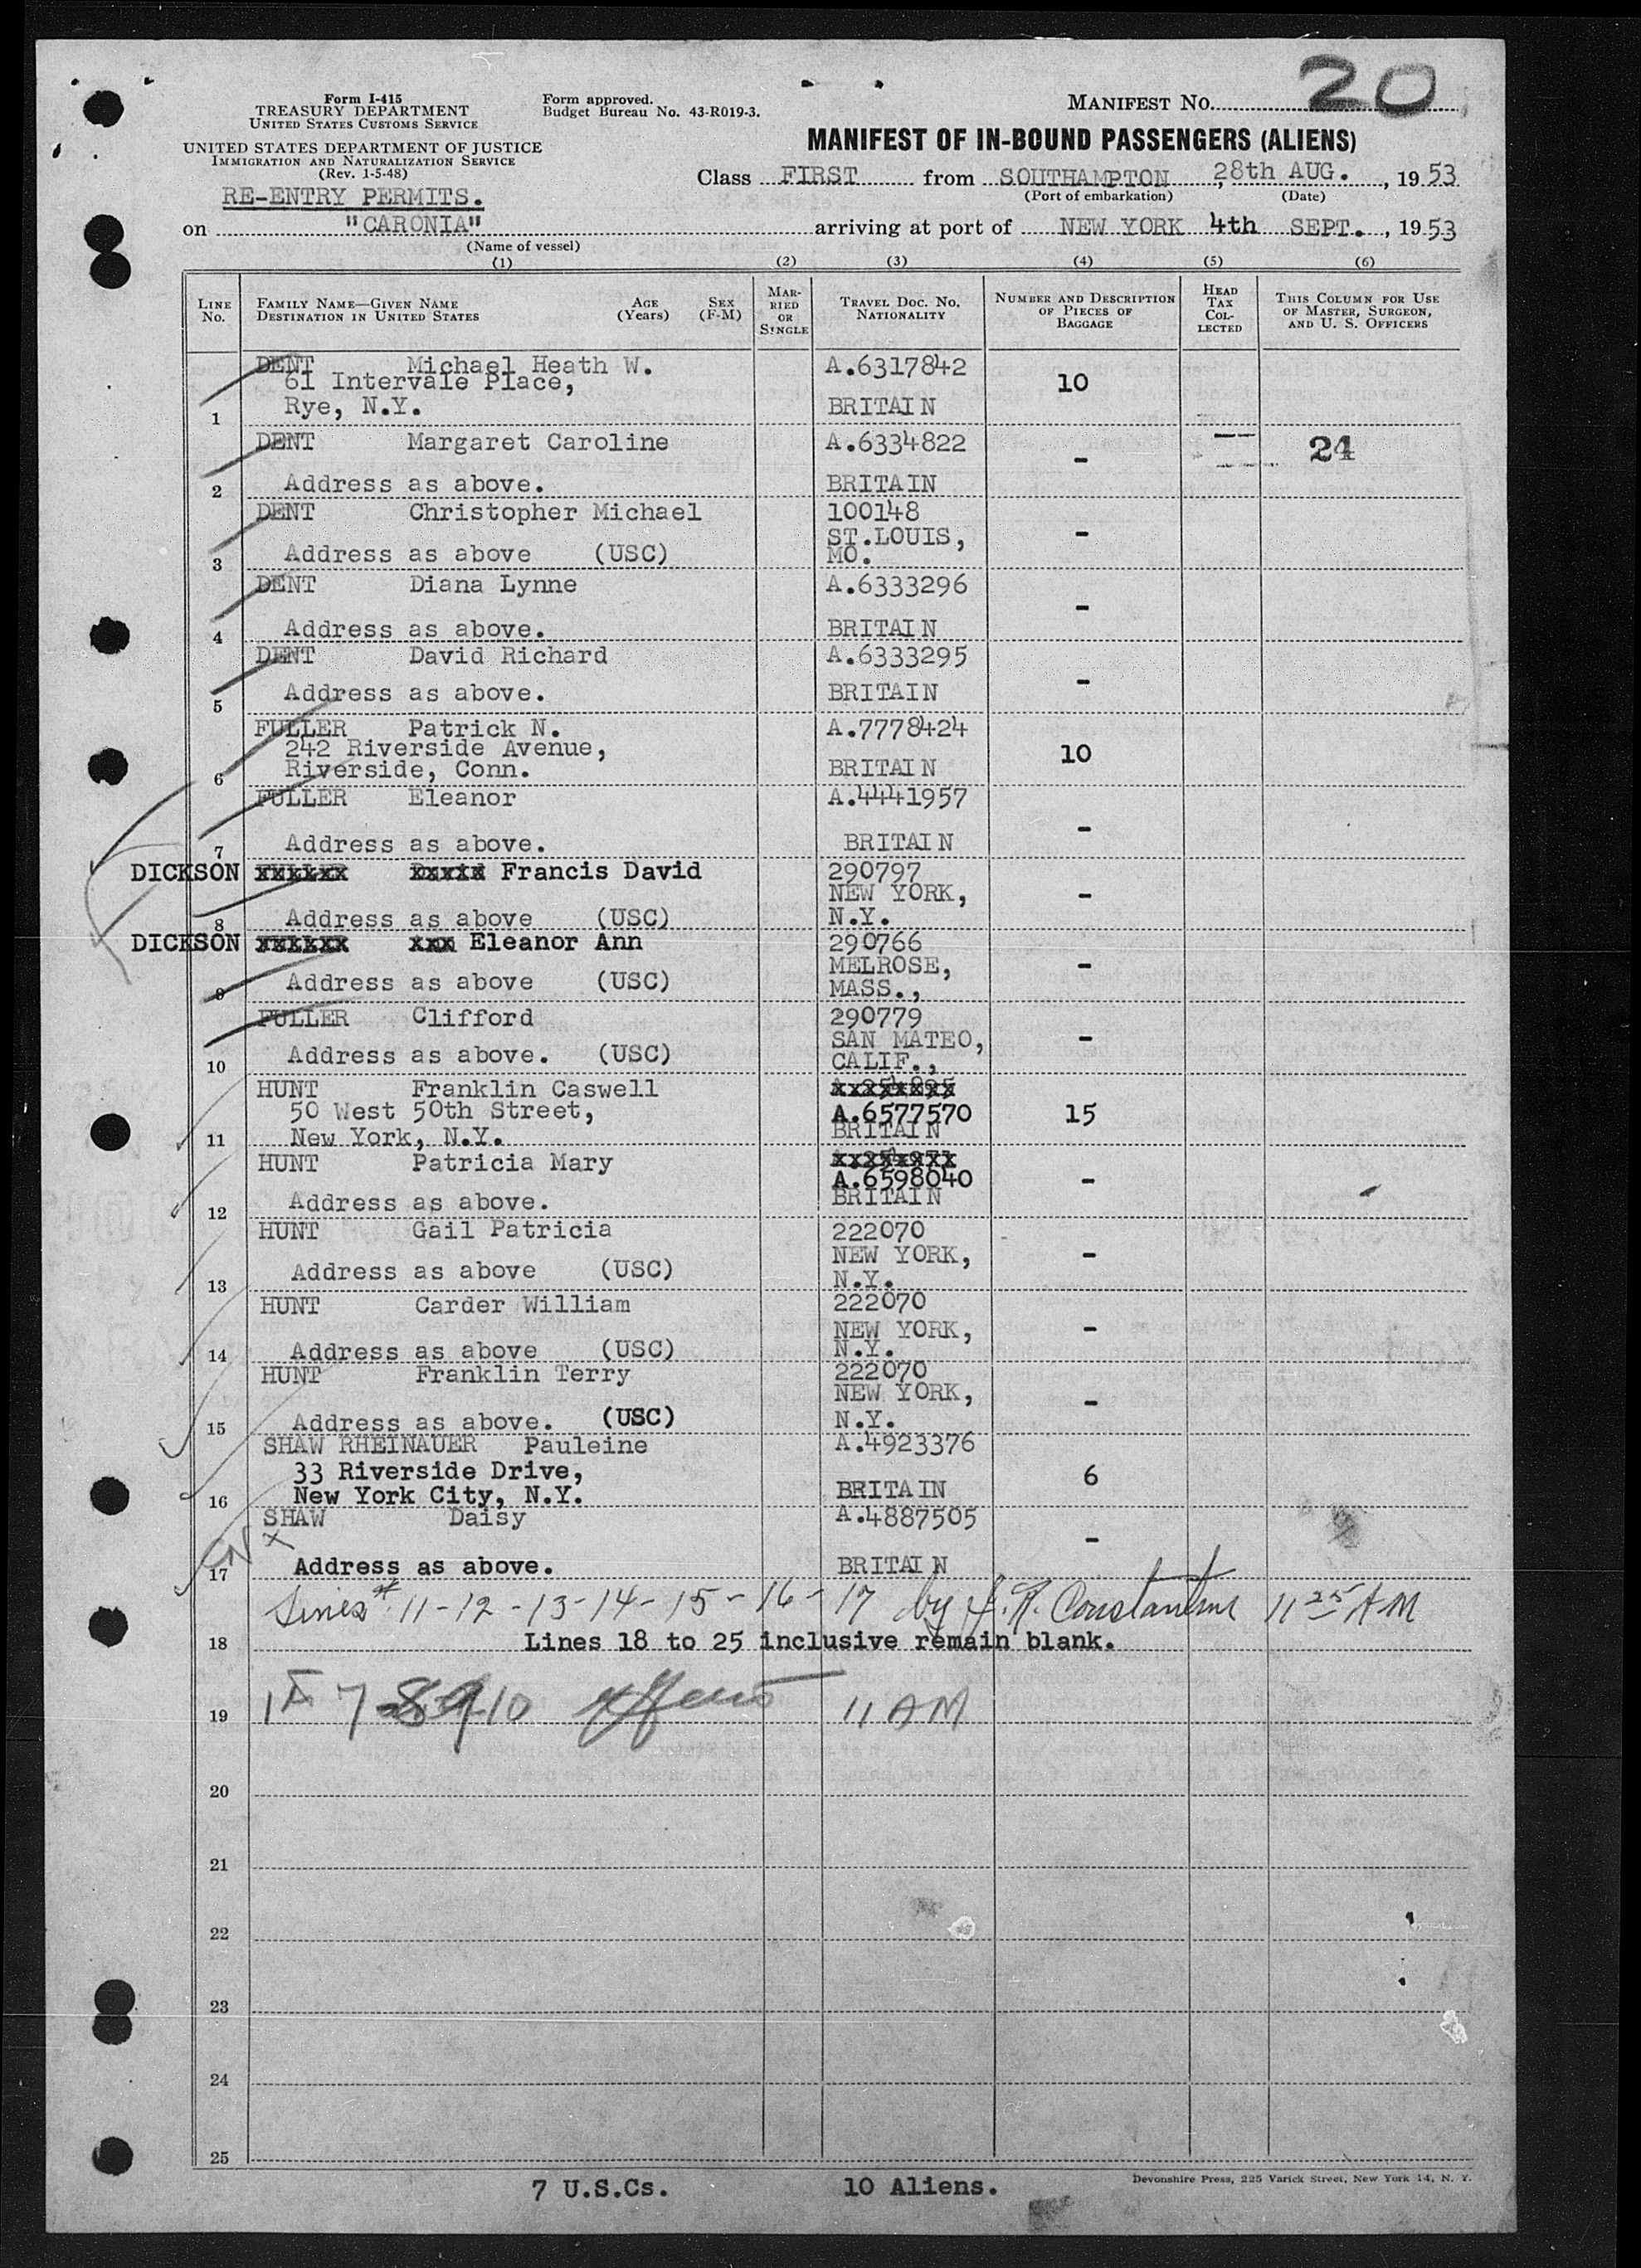 Form I-415
TREASURY DEPARTMENT
UNITED STATES CUSTOMS SERVICE
UNITED STATES DEPARTMENT OF JUSTICE
IMMIGRATION AND NATURALIZATION SERVICE
(Rev. 1-5-48)
RE-ENTRY PERMITS.
Form approved.
Budget Bureau No. 43-R019-3.
MANIFEST NO. 20
MANIFEST OF IN-BOUND PASSENGERS (ALIENS)
Class FIRST from SOUTHAMPTON, 28th AUG., 1953
(Port of embarkation) (Date)
on "CARONIA" arriving at port of NEW YORK 4th SEPT., 1953
(Name of vessel)
(1) (2) (3) (4) (5) (6)
LINE NO.
FAMILY NAME—GIVEN NAME
DESTINATION IN UNITED STATES
AGE (Years)
SEX (F-M)
MARRIED OR SINGLE
TRAVEL DOC. NO. NATIONALITY
NUMBER AND DESCRIPTION OF PIECES OF BAGGAGE
HEAD TAX COLLECTED
THIS COLUMN FOR USE OF MASTER, SURGEON, AND U. S. OFFICERS
DENT Michael Heath W. A.6317842
61 Intervale Place, 10
1 Rye, N.Y. BRITAIN
DENT Margaret Caroline A.6334822 - 24
2 Address as above. BRITAIN
DENT Christopher Michael 100148
ST.LOUIS, -
3 Address as above (USC) MO.
DENT Diana Lynne A.6333296 -
4 Address as above. BRITAIN
DENT David Richard A.6333295 -
5 Address as above. BRITAIN
FULLER Patrick N. A.7778424
242 Riverside Avenue, 10
6 Riverside, Conn. BRITAIN
FULLER Eleanor A.4441957 -
7 Address as above. BRITAIN
DICKSON Francis David 290797
NEW YORK, -
8 Address as above (USC) N.Y.
DICKSON Eleanor Ann 290766
MELROSE, -
9 Address as above (USC) MASS.,
FULLER Clifford 290779
SAN MATEO, -
10 Address as above. (USC) CALIF.,
HUNT Franklin Caswell
50 West 50th Street, A.6577570 15
11 New York, N.Y. BRITAIN
HUNT Patricia Mary
A.6598040 -
12 Address as above. BRITAIN
HUNT Gail Patricia 222070
NEW YORK, -
13 Address as above (USC) N.Y.
HUNT Carder William 222070
NEW YORK, -
14 Address as above (USC) N.Y.
HUNT Franklin Terry 222070
NEW YORK, -
15 Address as above. (USC) N.Y.
SHAW RHEINAUER Pauleine A.4923376
33 Riverside Drive, 6
16 New York City, N.Y. BRITAIN
SHAW Daisy A.4887505 -
17 Address as above. BRITAIN
Lines # 11-12-13-14-15-16-17 by J.R. Constantine 11 25 AM
18 Lines 18 to 25 inclusive remain blank.
19 7-8-9-10 11 AM
20
21
22
23
24
25
7 U.S.Cs. 10 Aliens.
Devonshire Press, 225 Varick Street, New York 14, N. Y.